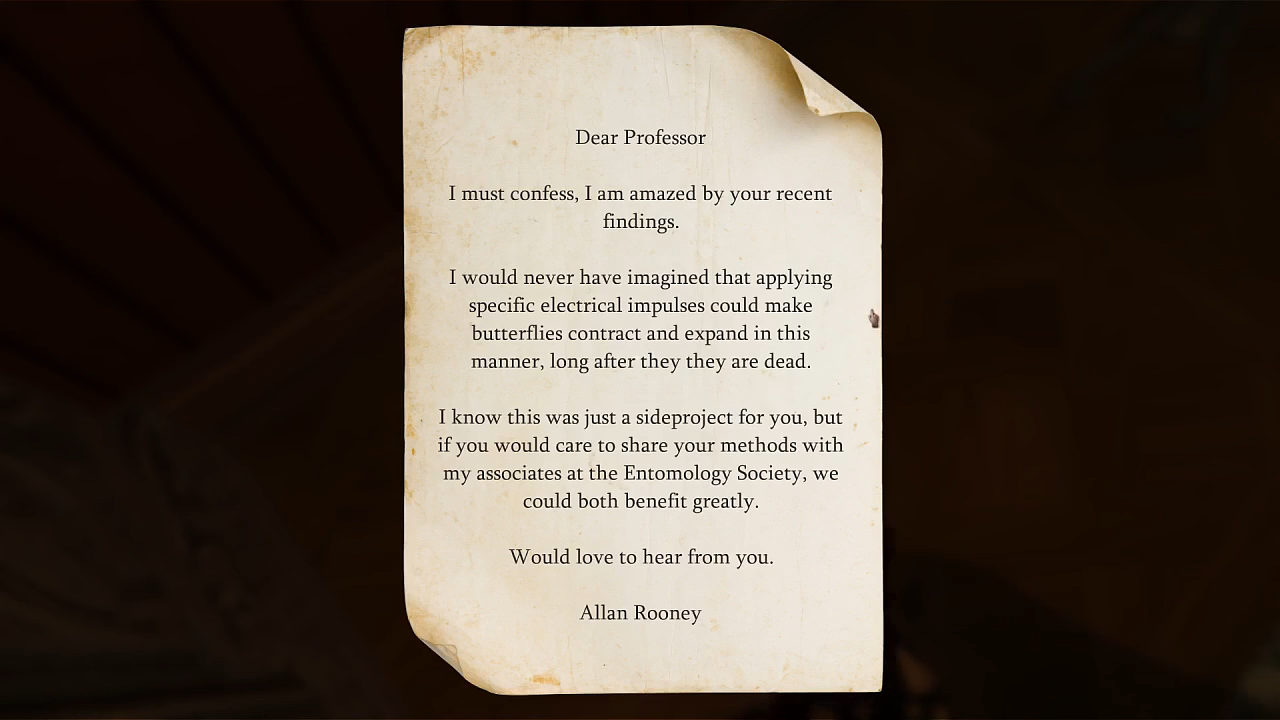 Dear Professor
I must confess, I am amazed by your recent
findings.
I would never have imagined that applying
specific electrical impulses could make
butterflies contract and expand in this
manner, long after they they are dead.
I know this was just a sideproject for you, but
if you would care to share your methods with
my associates at the Entomology Society, we
could both benefit greatly.
Would love to hear from you.
Allan Rooney